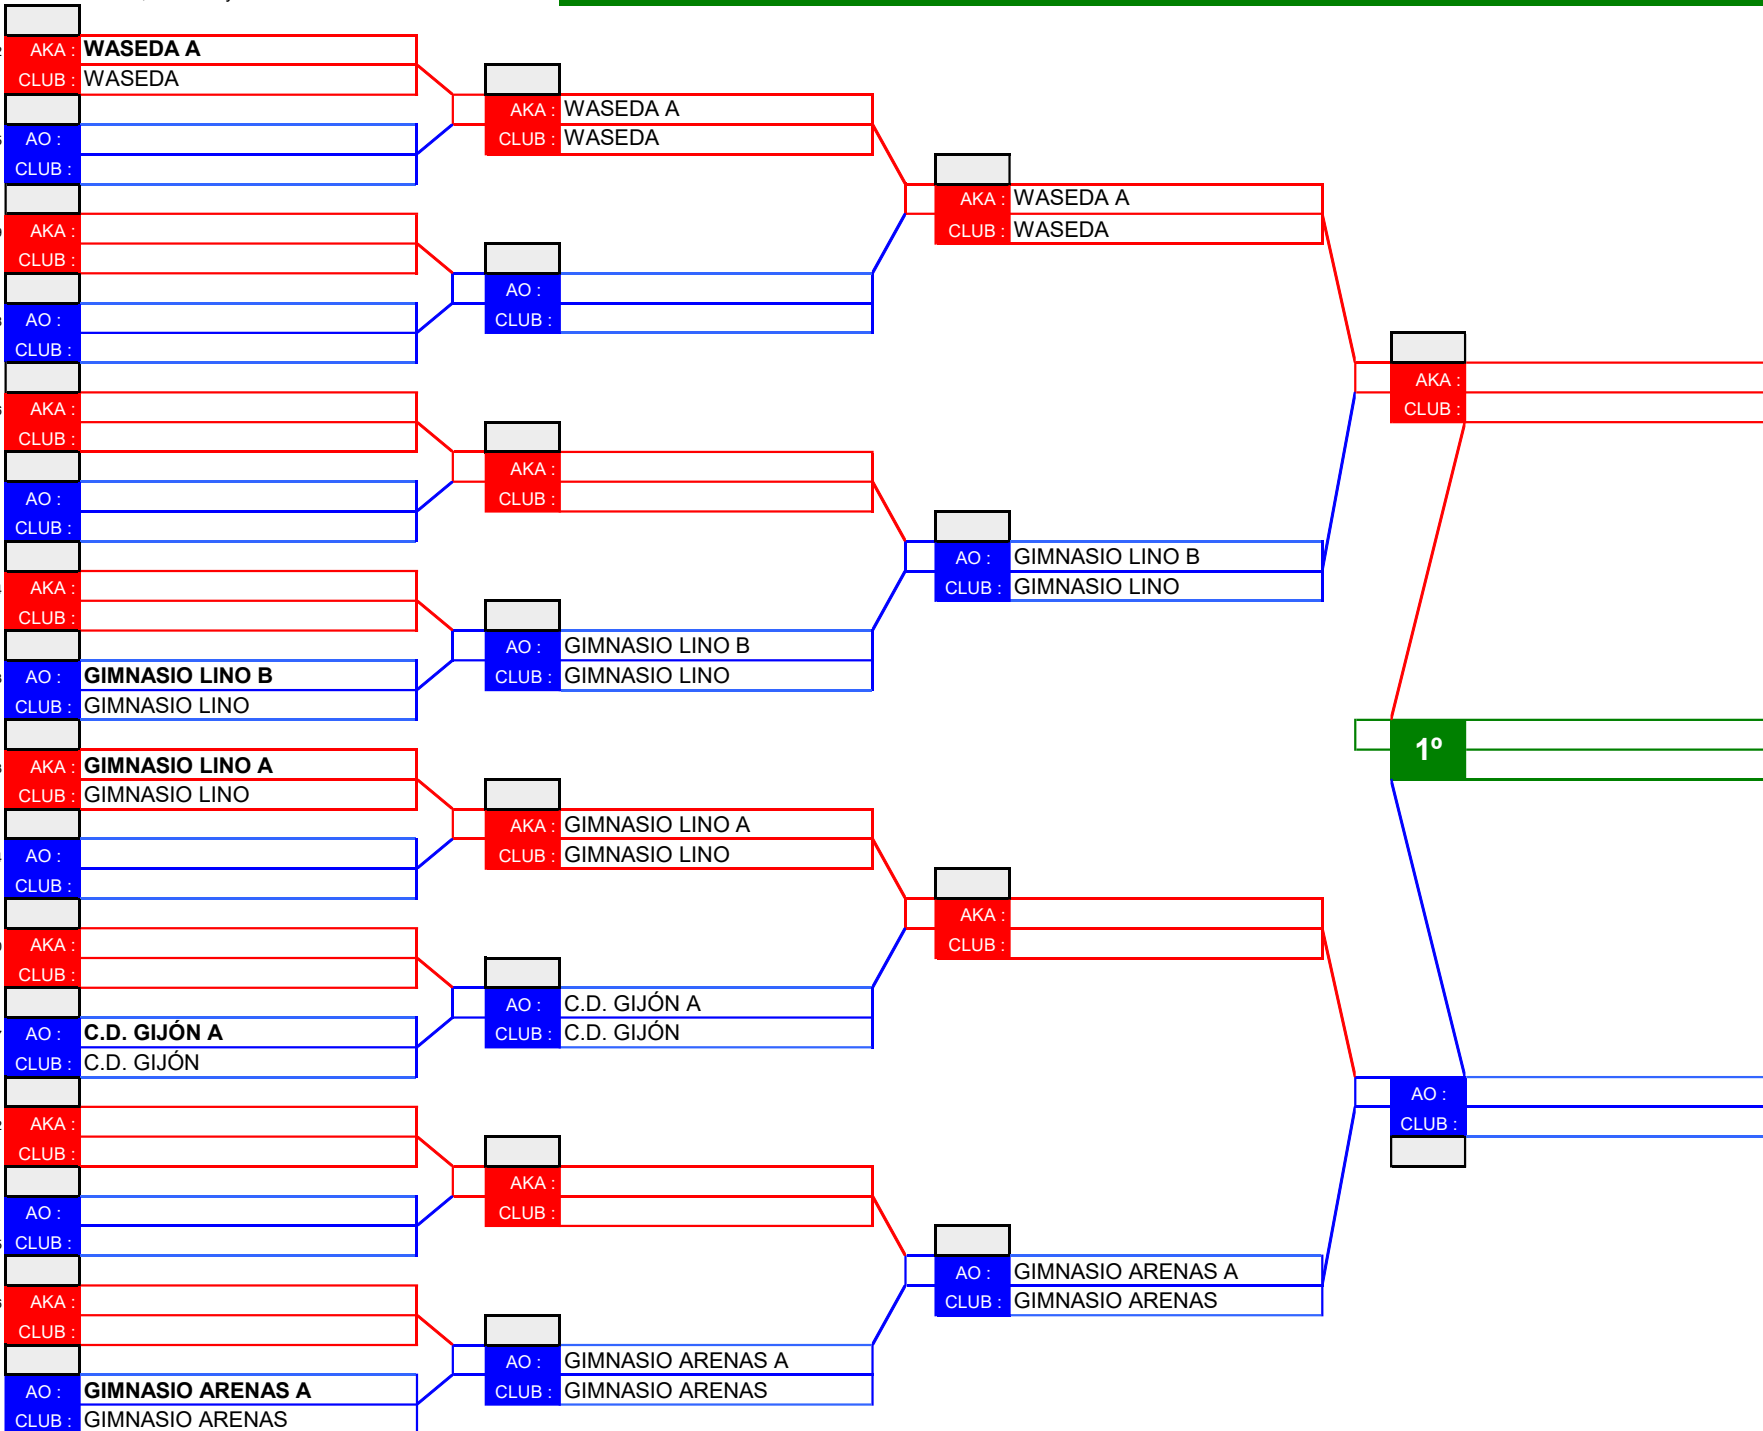 AKA : WASEDA A
CLUB : WASEDA
AO :
CLUB :
AKA :
CLUB :
AO :
CLUB :
AKA :
CLUB :
AO :
CLUB :
AKA :
CLUB :
AO : GIMNASIO LINO B
CLUB : GIMNASIO LINO
AKA : GIMNASIO LINO A
CLUB : GIMNASIO LINO
AO :
CLUB :
AKA :
CLUB :
AO : C.D. GIJÓN A
CLUB : C.D. GIJÓN
AKA :
CLUB :
AO :
CLUB :
AKA :
CLUB :
AO : GIMNASIO ARENAS A
CLUB : GIMNASIO ARENAS
AKA : WASEDA A
CLUB : WASEDA
AO :
CLUB :
AKA :
CLUB :
AO : GIMNASIO LINO B
CLUB : GIMNASIO LINO
AKA : GIMNASIO LINO A
CLUB : GIMNASIO LINO
AO : C.D. GIJÓN A
CLUB : C.D. GIJÓN
AKA :
CLUB :
AO : GIMNASIO ARENAS A
CLUB : GIMNASIO ARENAS
AKA : WASEDA A
CLUB : WASEDA
AO : GIMNASIO LINO B
CLUB : GIMNASIO LINO
AKA :
CLUB :
AO : GIMNASIO ARENAS A
CLUB : GIMNASIO ARENAS
AKA :
CLUB :
1º
AO :
CLUB :